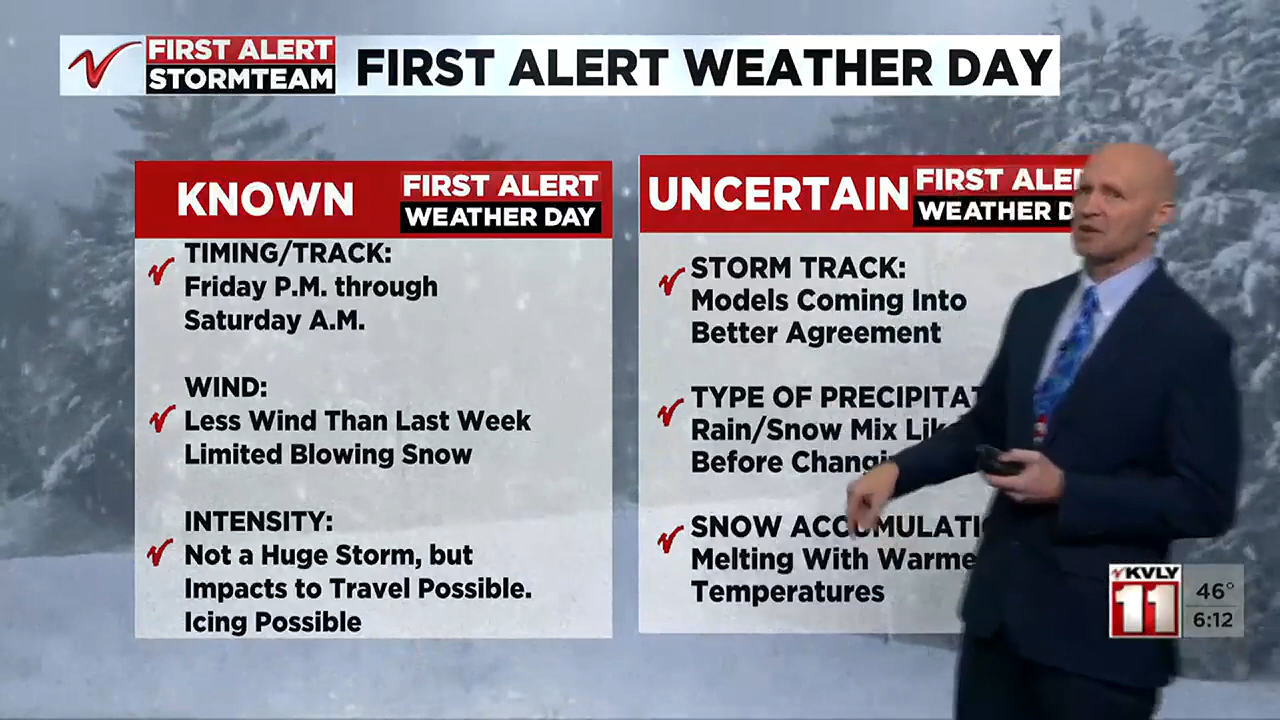 FIRST ALERT
STORMTEAM
FIRST ALERT WEATHER DAY
KNOWN
FIRST ALERT
WEATHER DAY
TIMING/TRACK:
Friday P.M. through
Saturday A.M.
WIND:
Less Wind Than Last Week
Limited Blowing Snow
INTENSITY:
Not a Huge Storm, but
Impacts to Travel Possible.
Icing Possible
UNCERTAIN
FIRST
WEATHER
STORM TRACK:
Models Coming Into
Better Agreement
TYPE OF
Rain/Snow Mix
Before
SNOW
Melting With
Temperatures
KVLY
11
46°
6:12